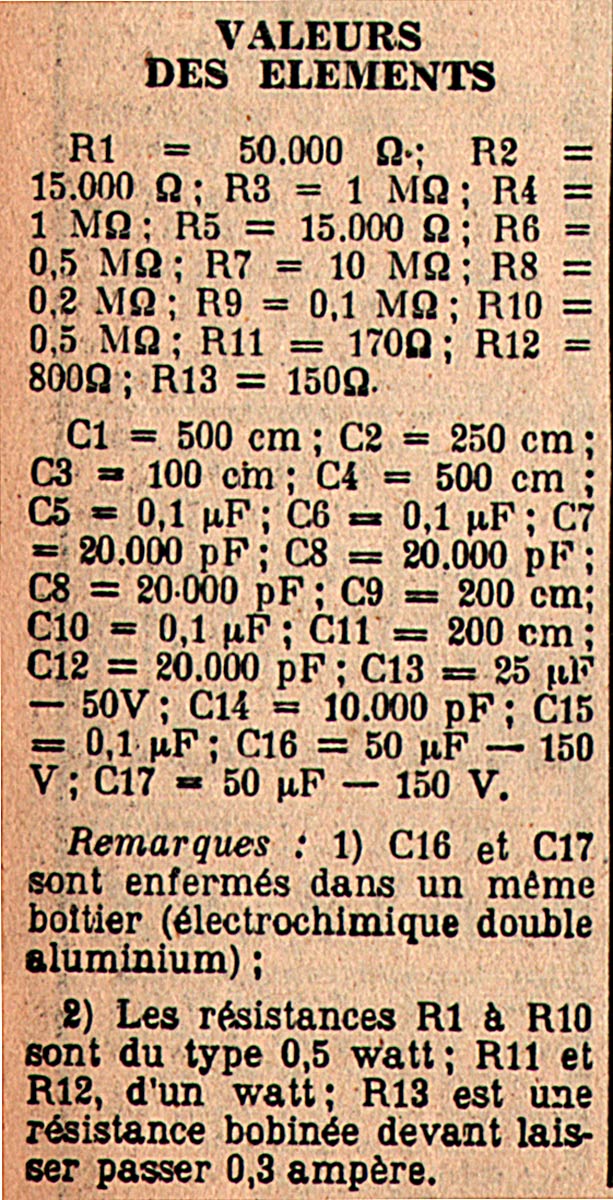 VALEURS
DES ELEMENTS
R1 = 50.000 Ω ; R2 =
15.000 Ω ; R3 = 1 MΩ ; R4 =
1 MΩ ; R5 = 15.000 Ω ; R6 =
0,5 MΩ ; R7 = 10 MΩ ; R8 =
0,2 MΩ ; R9 = 0,1 MΩ ; R10 =
0,5 MΩ ; R11 = 170Ω ; R12 =
800Ω ; R13 = 150Ω.
C1 = 500 cm ; C2 = 250 cm ;
C3 = 100 cm ; C4 = 500 cm ;
C5 = 0,1 µF ; C6 = 0,1 µF ; C7
= 20.000 pF ; C8 = 20.000 pF ;
C8 = 20.000 pF ; C9 = 200 cm;
C10 = 0,1 µF ; C11 = 200 cm ;
C12 = 20.000 pF ; C13 = 25 µF
— 50V ; C14 = 10.000 pF ; C15
= 0,1 µF ; C16 = 50 µF — 150
V ; C17 = 50 µF — 150 V.
Remarques : 1) C16 et C17
sont enfermés dans un même
boîtier (électrochimique double
aluminium) ;
2) Les résistances R1 à R10
sont du type 0,5 watt ; R11 et
R12, d'un watt ; R13 est une
résistance bobinée devant lais-
ser passer 0,3 ampère.